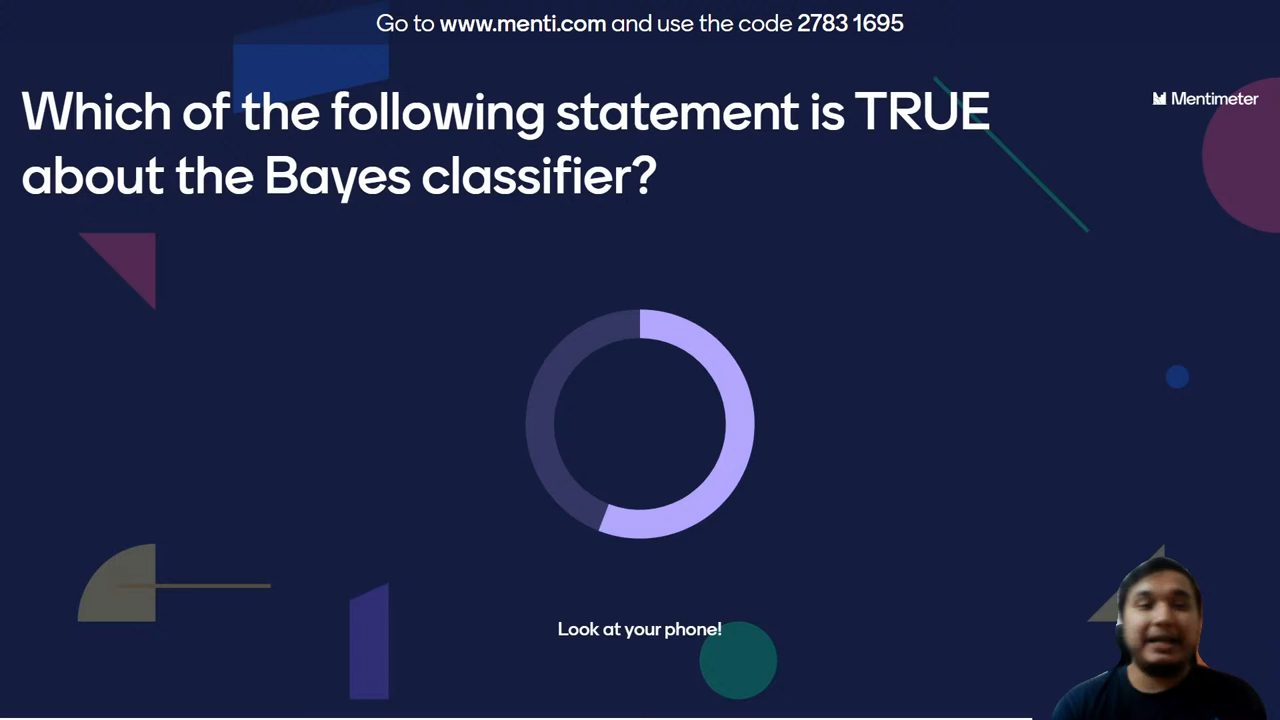 Go to www.menti.com and use the code 2783 1695
Which of the following statement is TRUE
about the Bayes classifier?
Mentimeter
Look at your phone!